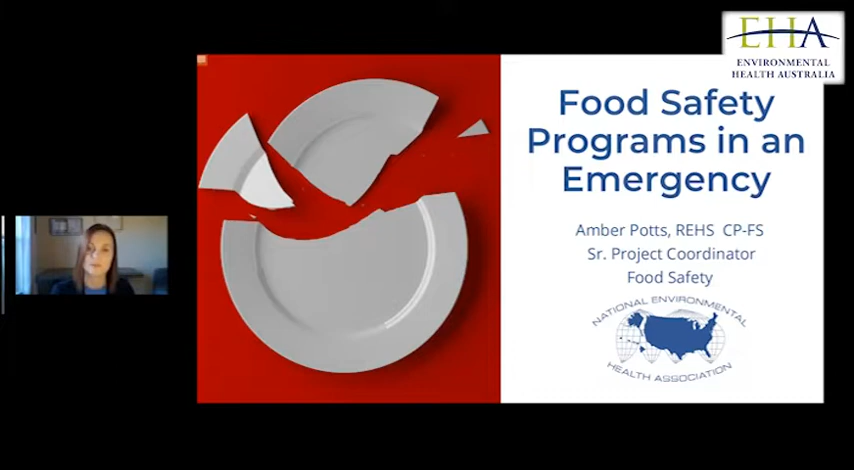 EHA
ENVIRONMENTAL
HEALTH AUSTRALIA
Food Safety
Programs in an
Emergency
Amber Potts, REHS CP-FS
Sr. Project Coordinator
Food Safety
NATIONAL ENVIRONMENTAL
HEALTH ASSOCIATION